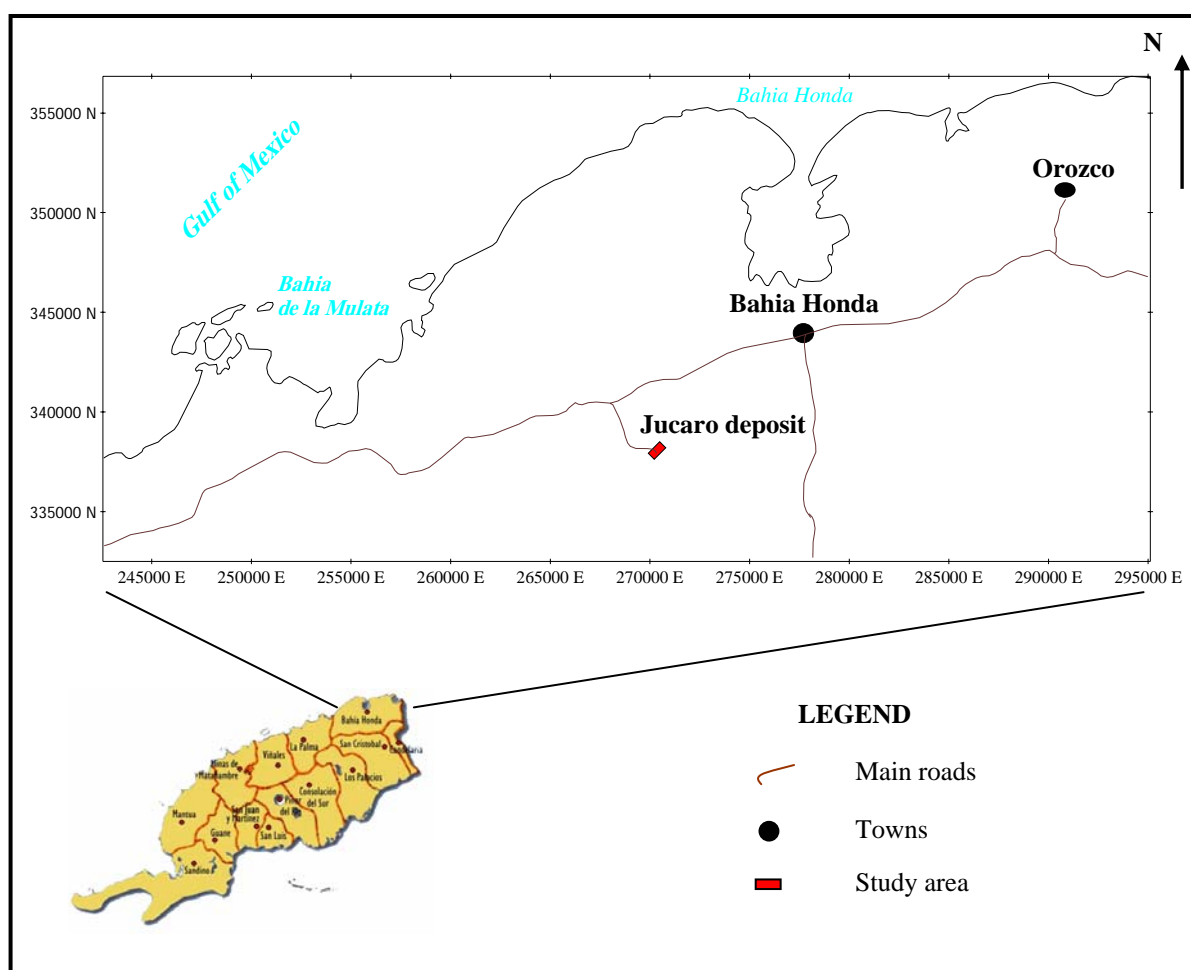 N
Bahia Honda
355000 N
Gulf of Mexico
Orozco
350000 N
Bahia
de la Mulata
345000 N
Bahia Honda
340000 N
Jucaro deposit
335000 N
245000 E
250000 E
255000 E
260000 E
265000 E
270000 E
275000 E
280000 E
285000 E
290000 E
295000 E
Bahía Honda
La Palma
San Cristobal
Candelaria
Viñales
Minas de
Matahambre
Los Palacios
Consolación
del Sur
Pinar
del Río
Mantua
San Juan
y Martínez
San Luis
Guane
Sandino
LEGEND
Main roads
Towns
Study area